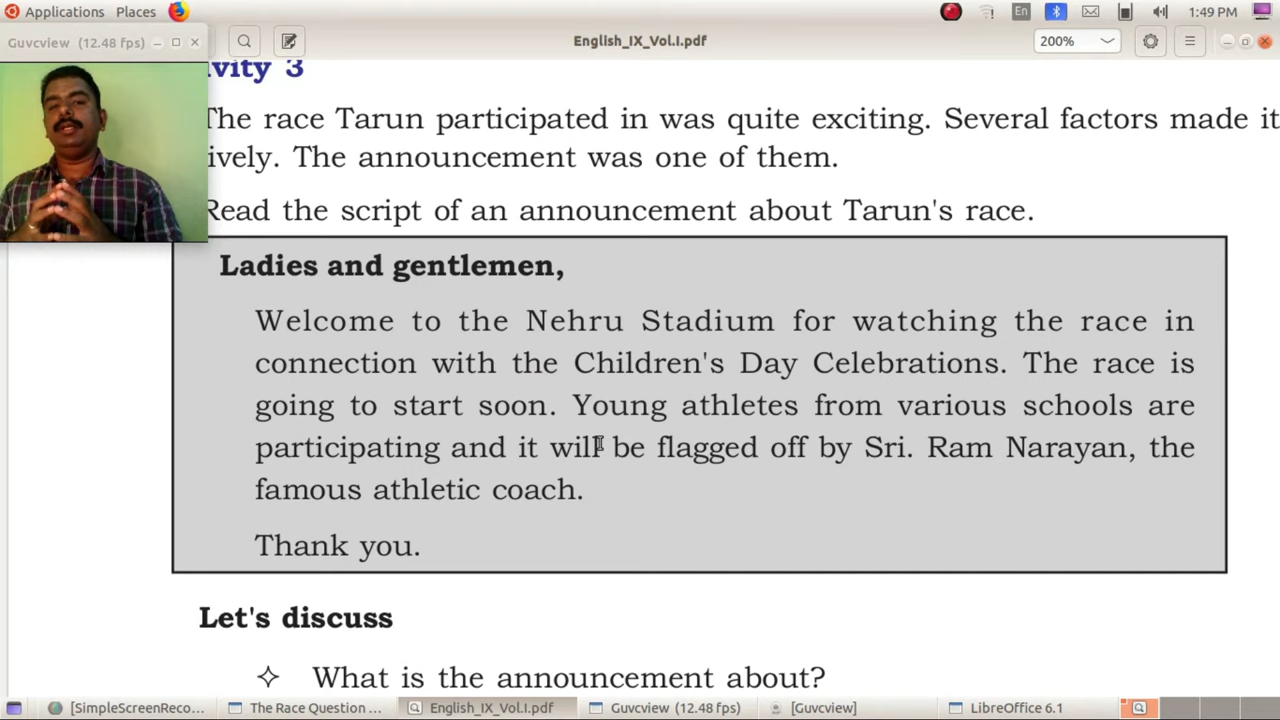 Applications Places
En
1:49 PM
Guvcview (12.48 fps)
English_IX_Vol.I.pdf
200%
ivity 3
The race Tarun participated in was quite exciting. Several factors made it
ively. The announcement was one of them.
Read the script of an announcement about Tarun's race.
Ladies and gentlemen,
Welcome to the Nehru Stadium for watching the race in
connection with the Children's Day Celebrations. The race is
going to start soon. Young athletes from various schools are
participating and it will be flagged off by Sri. Ram Narayan, the
famous athletic coach.
Thank you.
Let's discuss
What is the announcement about?
[SimpleScreenReco... The Race Question ... English_IX_Vol.I.pdf Guvcview (12.48 fps) [Guvcview] LibreOffice 6.1